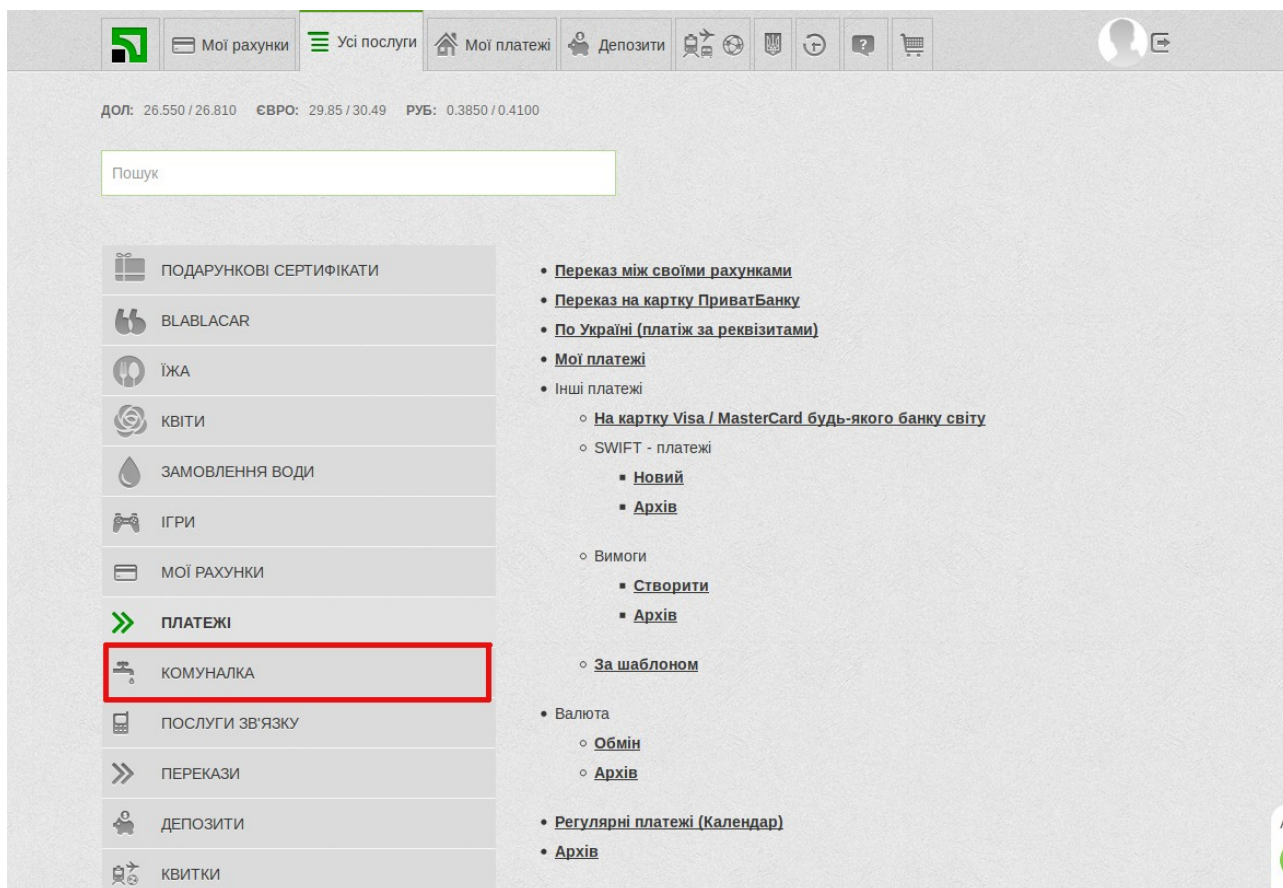 Мої рахунки
Усі послуги
Мої платежі
Депозити
ДОЛ: 26.550 / 26.810 ЄВРО: 29.85 / 30.49 РУБ: 0.3850 / 0.4100
Пошук
ПОДАРУНКОВІ СЕРТИФІКАТИ
BLABLACAR
ЇЖА
КВІТИ
ЗАМОВЛЕННЯ ВОДИ
ІГРИ
МОЇ РАХУНКИ
ПЛАТЕЖІ
КОМУНАЛКА
ПОСЛУГИ ЗВ'ЯЗКУ
ПЕРЕКАЗИ
ДЕПОЗИТИ
КВИТКИ
Переказ між своїми рахунками
Переказ на картку ПриватБанку
По Україні (платіж за реквізитами)
Мої платежі
Інші платежі
На картку Visa / MasterCard будь-якого банку світу
SWIFT - платежі
Новий
Архів
Вимоги
Створити
Архів
За шаблоном
Валюта
Обмін
Архів
Регулярні платежі (Календар)
Архів